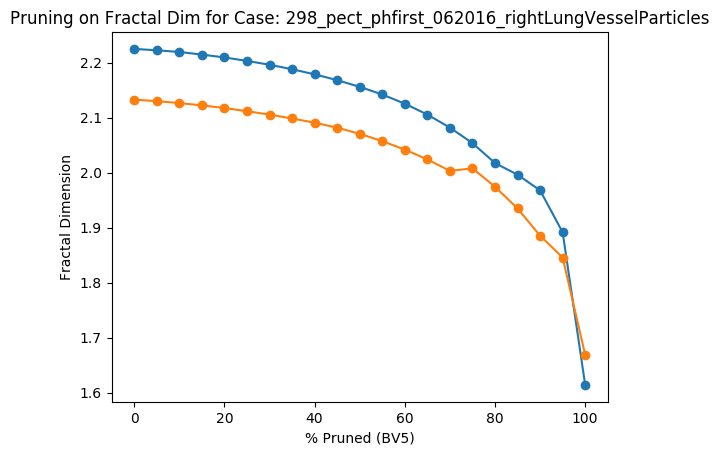 Pruning on Fractal Dim for Case: 298_pect_phfirst_062016_rightLungVesselParticles
2.2
2.1
2.0
1.9
1.8
1.7
1.6
Fractal Dimension
0 20 40 60 80 100
% Pruned (BV5)